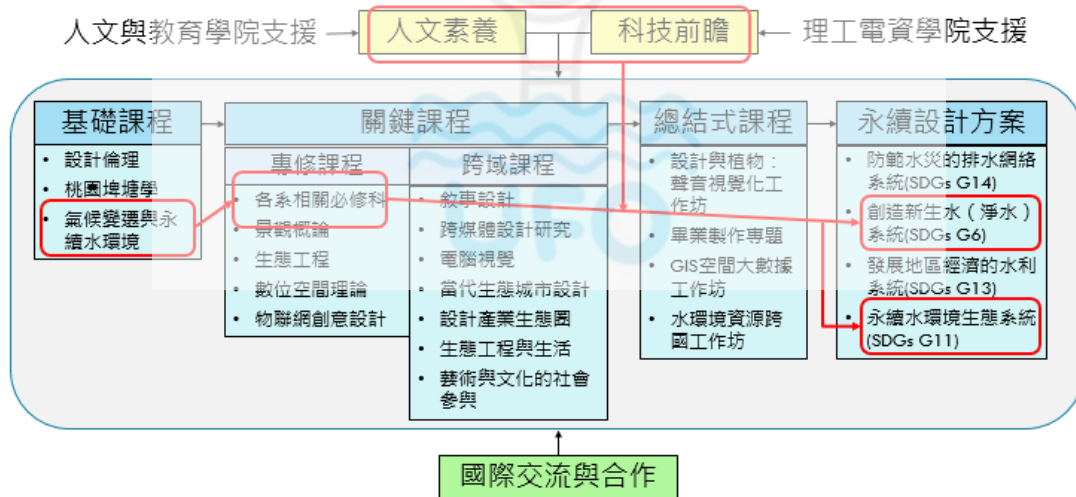 人文與教育學院支援
人文素養
科技前瞻
理工電資學院支援
基礎課程
• 設計倫理
• 桃園埤塘學
• 氣候變遷與永
續水環境
關鍵課程
專修課程
• 各系相關必修科
• 景觀概論
• 生態工程
• 數位空間理論
• 物聯網創意設計
跨域課程
• 敘事設計
• 跨媒體設計研究
• 電腦視覺
• 當代生態城市設計
• 設計產業生態圈
• 生態工程與生活
• 藝術與文化的社會
參與
總結式課程
• 設計與植物：
聲音視覺化工
作坊
• 畢業製作專題
• GIS空間大數據
工作坊
• 水環境資源跨
國工作坊
永續設計方案
• 防範水災的排水網絡
系統(SDGs G14)
• 創造新生水（淨水）
系統(SDGs G6)
• 發展地區經濟的水利
系統(SDGs G13)
• 永續水環境生態系統
(SDGs G11)
UFO
國際交流與合作